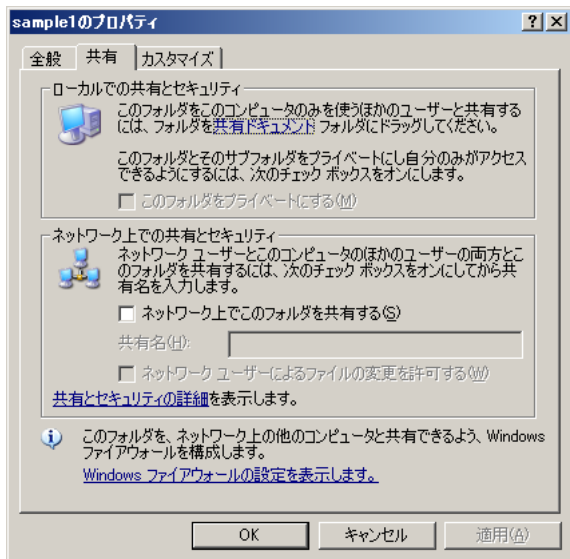 sample1のプロパティ
全般 共有 カスタマイズ
ローカルでの共有とセキュリティ
このフォルダをこのコンピュータのみを使うほかのユーザーと共有する
には、フォルダを共有ドキュメント フォルダにドラッグしてください。
このフォルダとそのサブフォルダをプライベートにし自分のみがアクセス
できるようにするには、次のチェック ボックスをオンにします。
このフォルダをプライベートにする(M)
ネットワーク上での共有とセキュリティ
ネットワーク ユーザーとこのコンピュータのほかのユーザーの両方とこ
のフォルダを共有するには、次のチェック ボックスをオンにしてから共
有名を入力します。
ネットワーク上でこのフォルダを共有する(S)
共有名(H):
ネットワーク ユーザーによるファイルの変更を許可する(W)
共有とセキュリティの詳細を表示します。
このフォルダを、ネットワーク上の他のコンピュータと共有できるよう、Windows
ファイアウォールを構成します。
Windows ファイアウォールの設定を表示します。
OK キャンセル 適用(A)